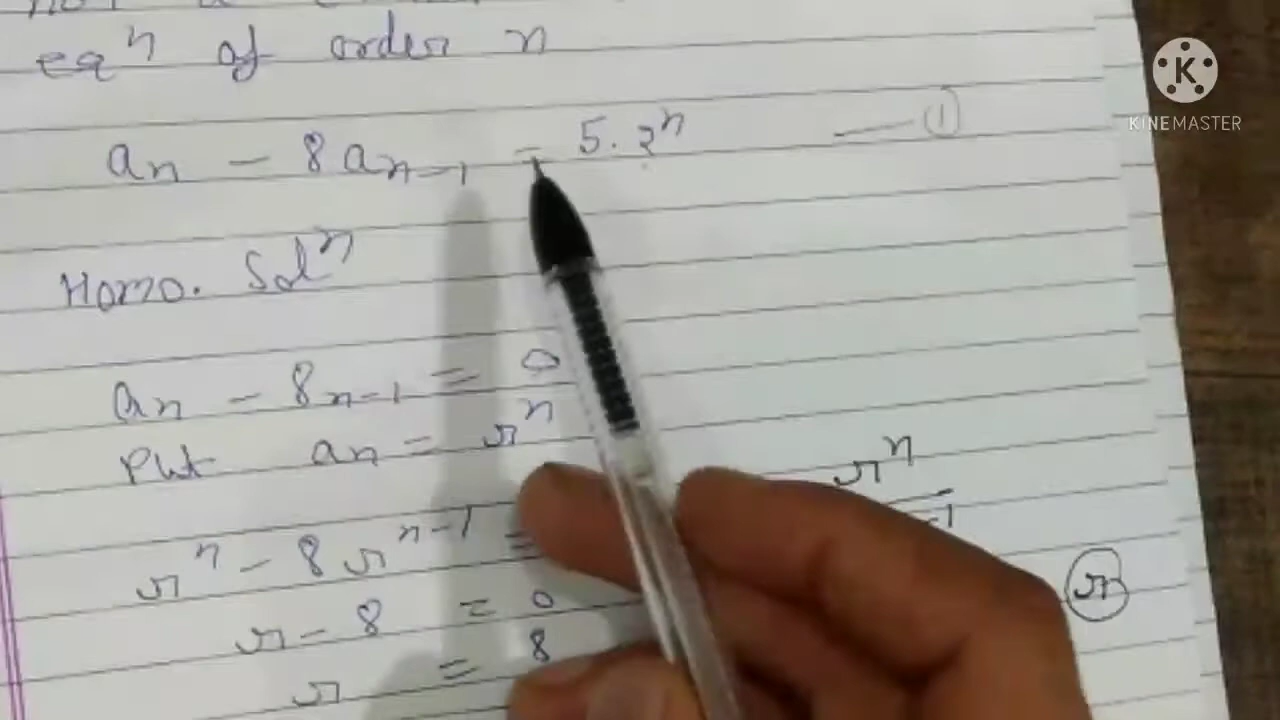 eqⁿ of order n
KINEMASTER
aₙ - 8aₙ₋₁ = 5.3ⁿ — ①
Homo. Solⁿ
aₙ - 8ₙ₋₁ = 0
Put aₙ = rⁿ
rⁿ
rⁿ - 8rⁿ⁻¹ =
r - 8 = 0
r
r = 8